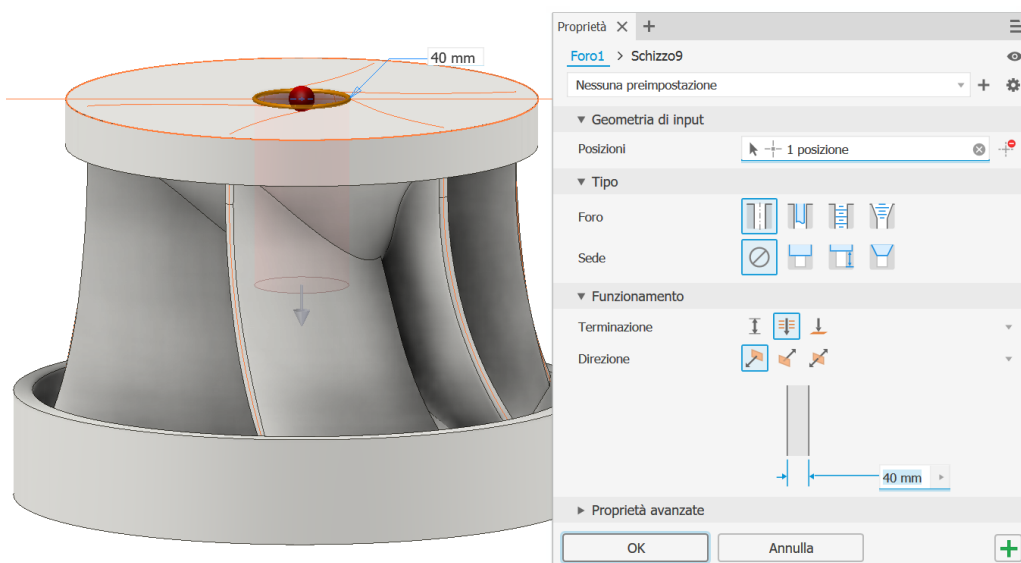 40 mm
Proprietà
Foro1 > Schizzo9
Nessuna preimpostazione
Geometria di input
Posizioni
1 posizione
Tipo
Foro
Sede
Funzionamento
Terminazione
Direzione
40 mm
Proprietà avanzate
OK Annulla